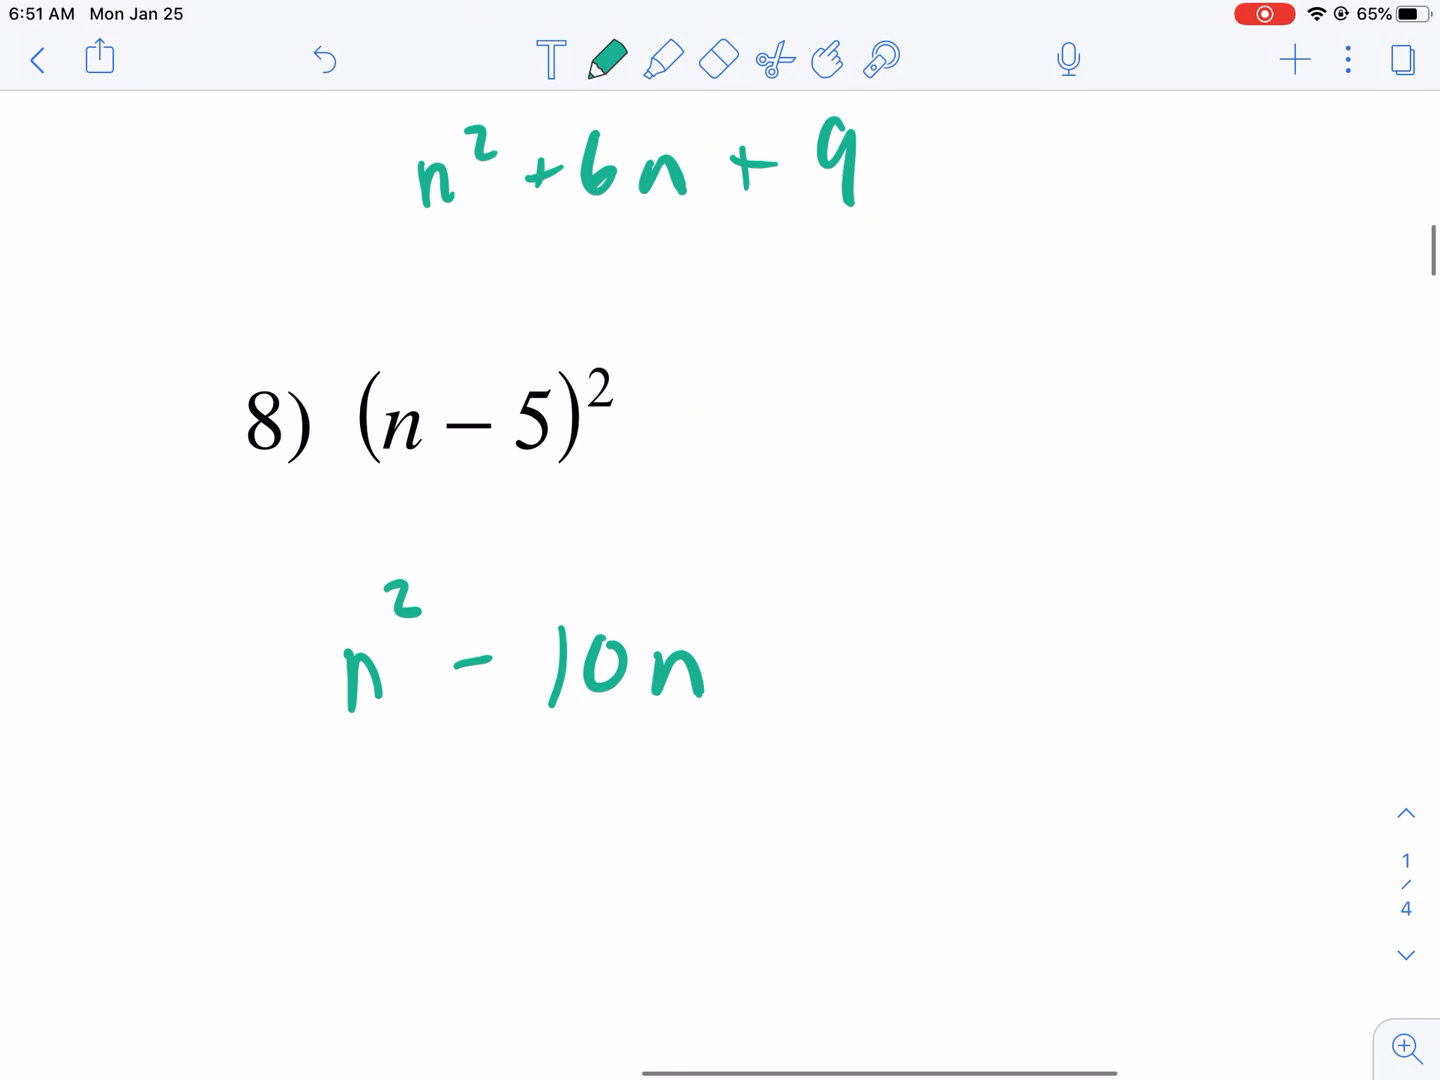 6:51 AM Mon Jan 25 65%
T
n² + 6n + 9
8) (n − 5)²
n² - 10n
1
/
4